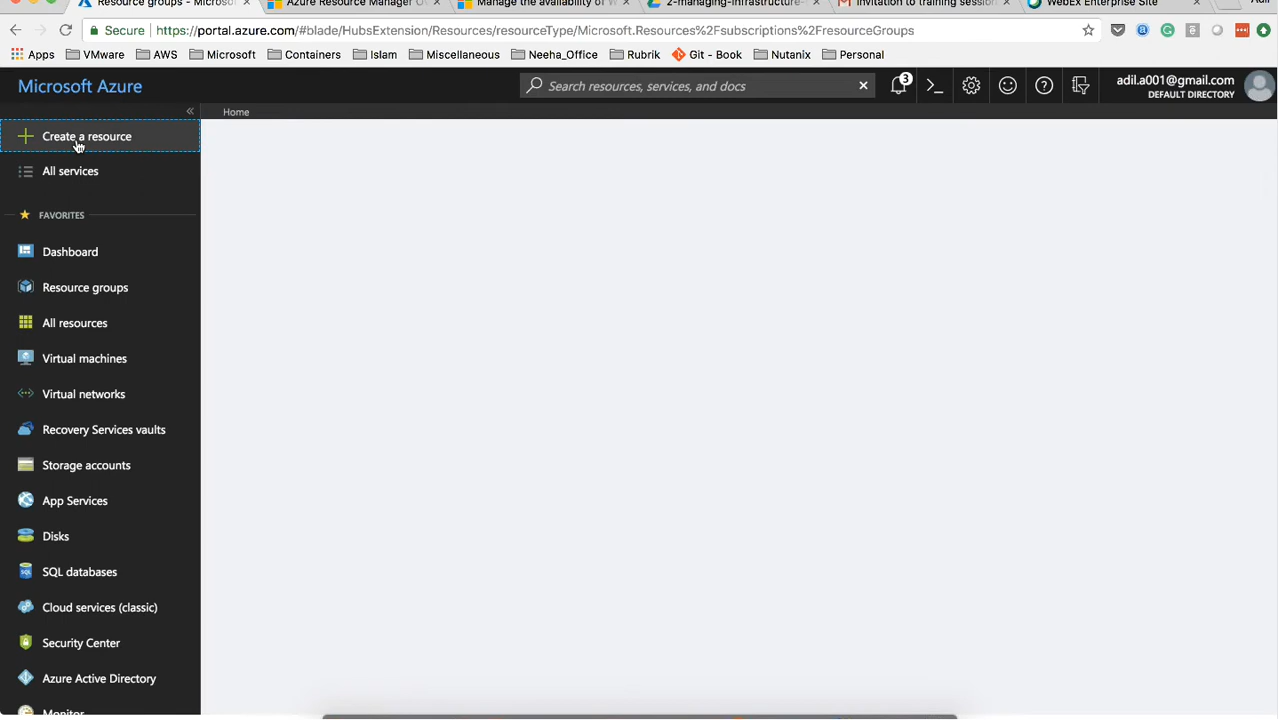 Resource groups - Microso
Azure Resource Manager Ov
Manage the availability of W
2-managing-infrastructure-
Invitation to training session
WebEx Enterprise Site
Adil
Secure
https://portal.azure.com/#blade/HubsExtension/Resources/resourceType/Microsoft.Resources%2Fsubscriptions%2FresourceGroups
Apps VMware AWS Microsoft Containers Islam Miscellaneous Neeha_Office Rubrik Git - Book Nutanix Personal
Microsoft Azure
Search resources, services, and docs
3
adil.a001@gmail.com
DEFAULT DIRECTORY
Home
Create a resource
All services
FAVORITES
Dashboard
Resource groups
All resources
Virtual machines
Virtual networks
Recovery Services vaults
Storage accounts
App Services
Disks
SQL databases
Cloud services (classic)
Security Center
Azure Active Directory
Monitor